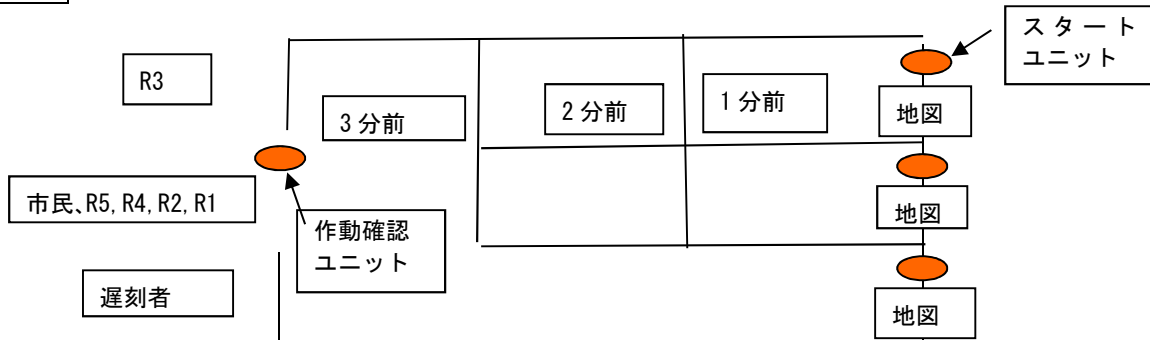 スタート
ユニット
R3
3分前
2分前
1分前
地図
市民、R5,R4,R2,R1
作動確認
ユニット
地図
遅刻者
地図